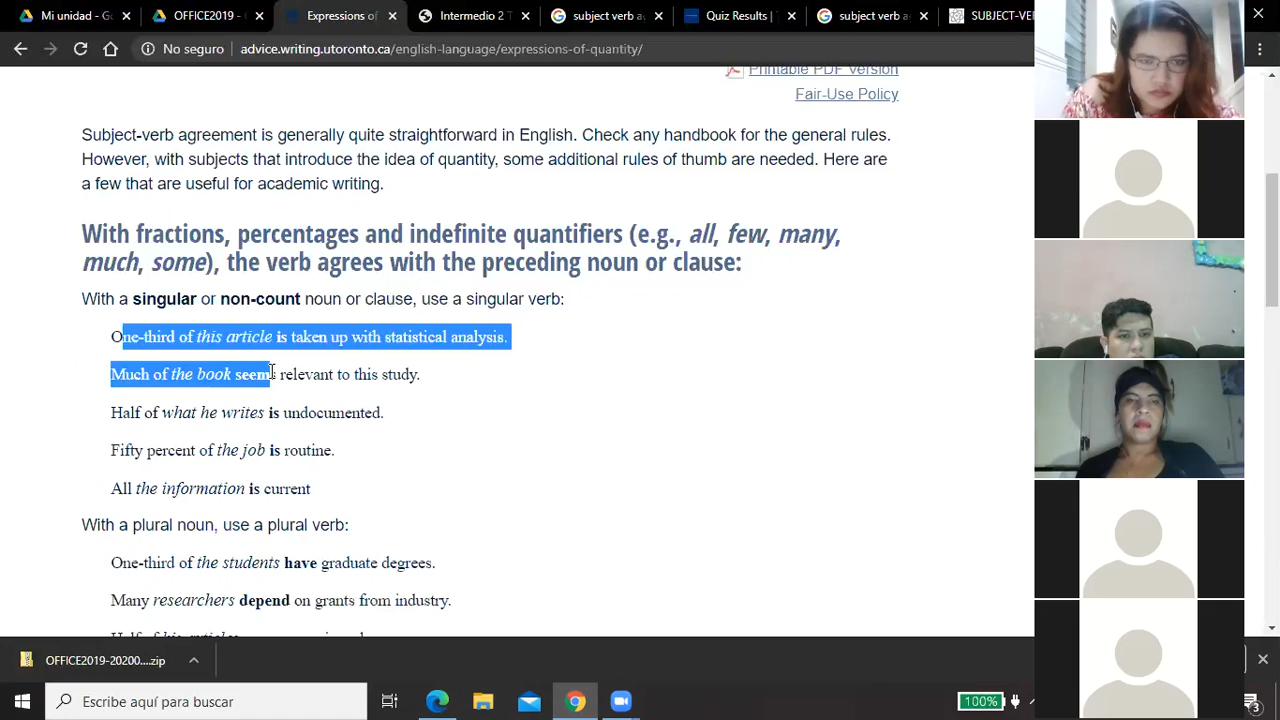 Mi unidad - G
OFFICE2019 -
Expressions of
Intermedio 2 T
subject verb a
Quiz Results |
subject verb a
SUBJECT-VE
No seguro
advice.writing.utoronto.ca/english-language/expressions-of-quantity/
Printable PDF Version
Fair-Use Policy
Subject-verb agreement is generally quite straightforward in English. Check any handbook for the general rules.
However, with subjects that introduce the idea of quantity, some additional rules of thumb are needed. Here are
a few that are useful for academic writing.
With fractions, percentages and indefinite quantifiers (e.g., all, few, many,
much, some), the verb agrees with the preceding noun or clause:
With a singular or non-count noun or clause, use a singular verb:
One-third of this article is taken up with statistical analysis.
Much of the book seems relevant to this study.
Half of what he writes is undocumented.
Fifty percent of the job is routine.
All the information is current
With a plural noun, use a plural verb:
One-third of the students have graduate degrees.
Many researchers depend on grants from industry.
Half of his articles
OFFICE2019-20200....zip
Escribe aquí para buscar
100%
3